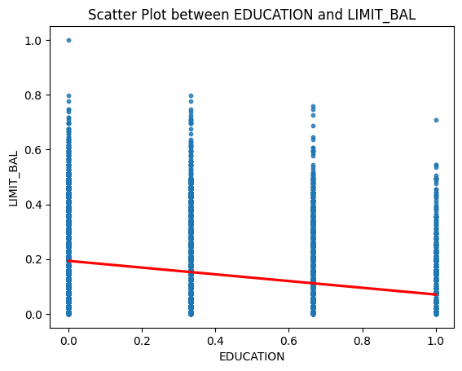 Scatter Plot between EDUCATION and LIMIT_BAL
1.0
0.8
0.6
0.4
0.2
0.0
LIMIT_BAL
0.0 0.2 0.4 0.6 0.8 1.0
EDUCATION